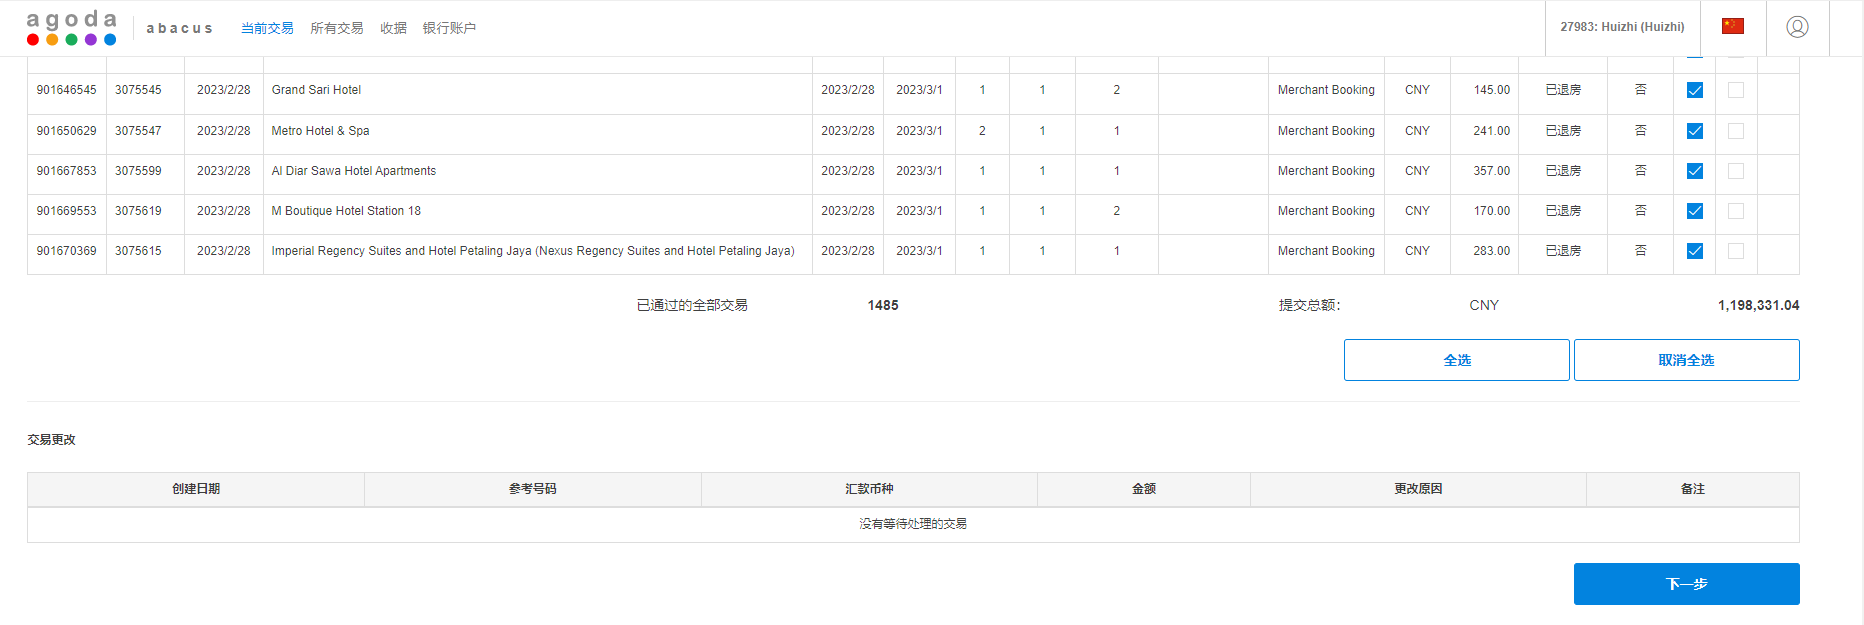 agoda abacus 当前交易 所有交易 收据 银行账户 27983: Huizhi (Huizhi)
901646545 3075545 2023/2/28 Grand Sari Hotel 2023/2/28 2023/3/1 1 1 2 Merchant Booking CNY 145.00 已退房 否
901650629 3075547 2023/2/28 Metro Hotel & Spa 2023/2/28 2023/3/1 2 1 1 Merchant Booking CNY 241.00 已退房 否
901667853 3075599 2023/2/28 Al Diar Sawa Hotel Apartments 2023/2/28 2023/3/1 1 1 1 Merchant Booking CNY 357.00 已退房 否
901669553 3075619 2023/2/28 M Boutique Hotel Station 18 2023/2/28 2023/3/1 1 1 2 Merchant Booking CNY 170.00 已退房 否
901670369 3075615 2023/2/28 Imperial Regency Suites and Hotel Petaling Jaya (Nexus Regency Suites and Hotel Petaling Jaya) 2023/2/28 2023/3/1 1 1 1 Merchant Booking CNY 283.00 已退房 否
已通过的全部交易 1485 提交总额: CNY 1,198,331.04
全选 取消全选
交易更改
创建日期 参考号码 汇款币种 金额 更改原因 备注
没有等待处理的交易
下一步